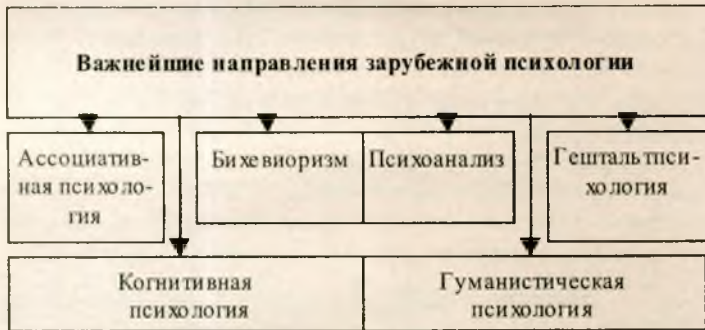 Важнейшие направления зарубежной психологии
Ассоциатив-
ная психоло-
гия
Бихевиоризм
Психоанализ
Гештальтпси-
хология
Когнитивная
психология
Гуманистическая
психология